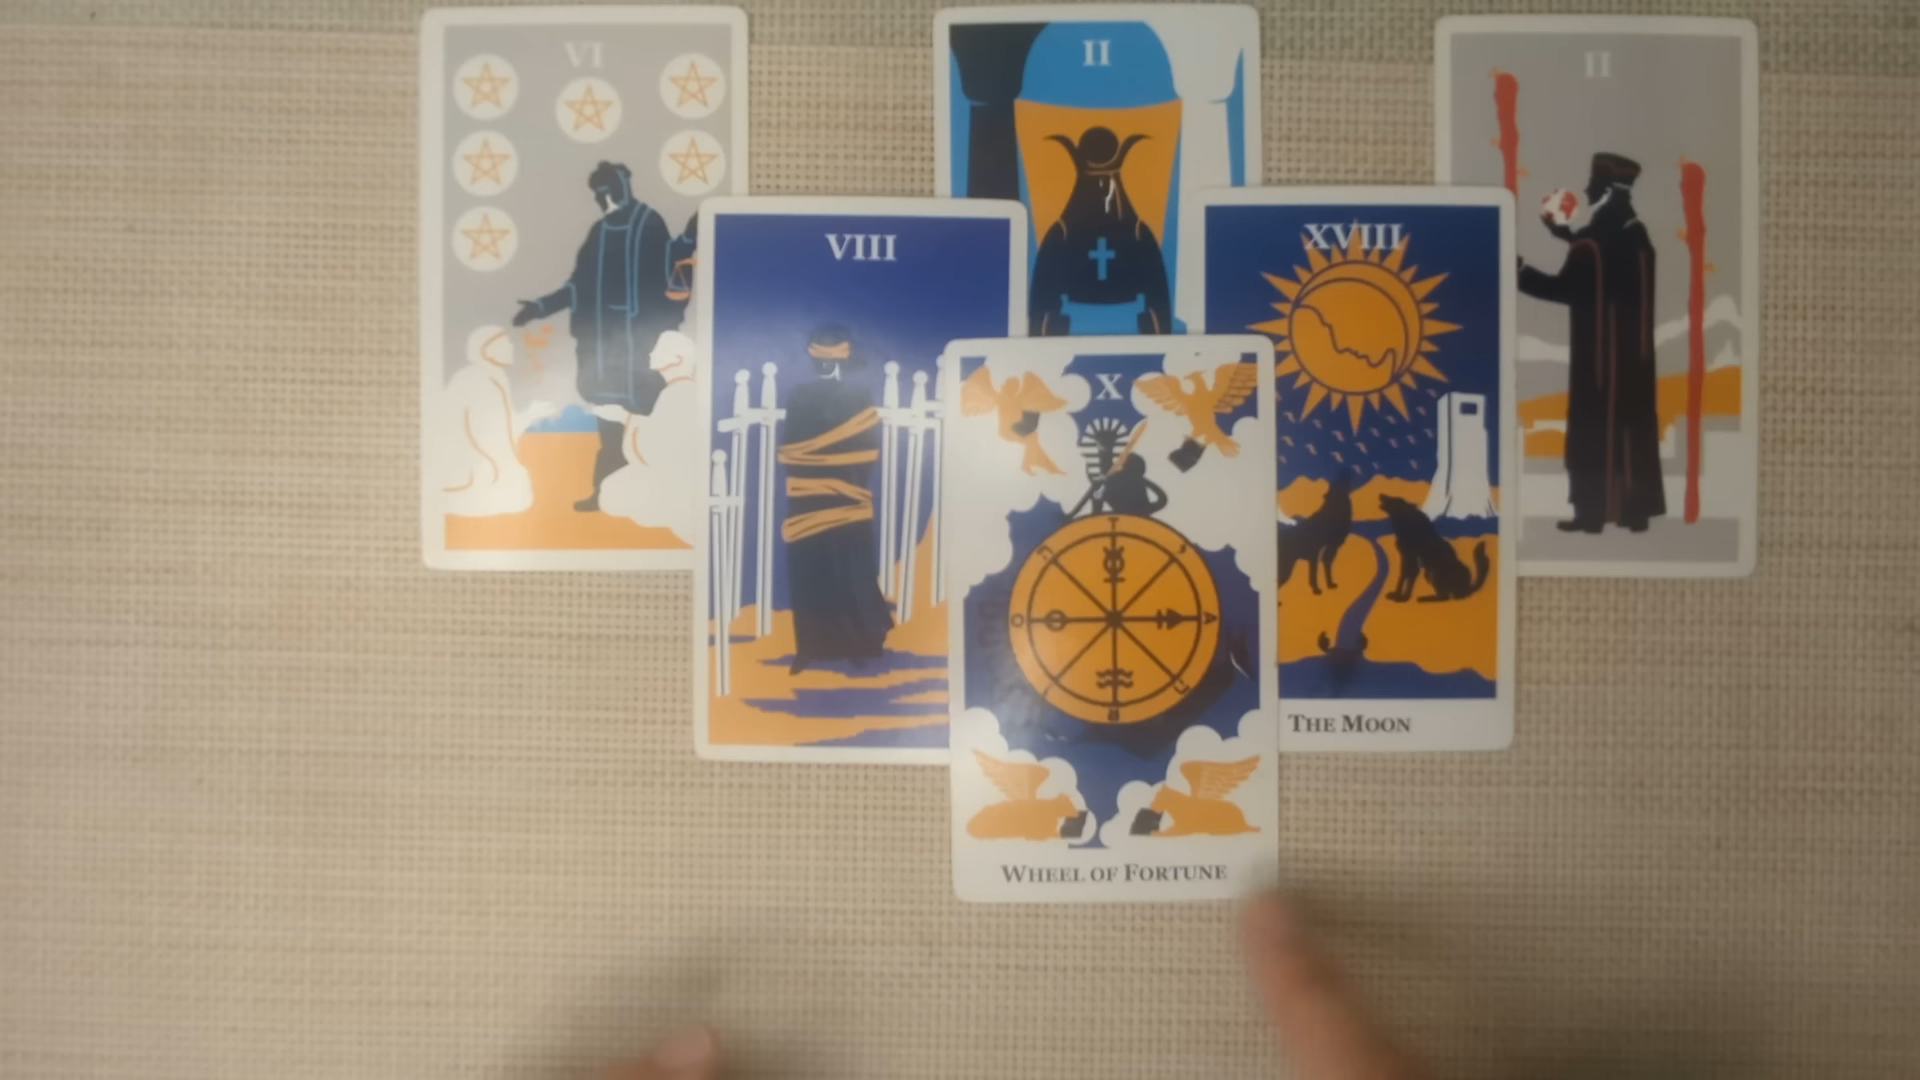 VI
II
II
VIII
XVIII
X
T
A
O
The Moon
Wheel of Fortune